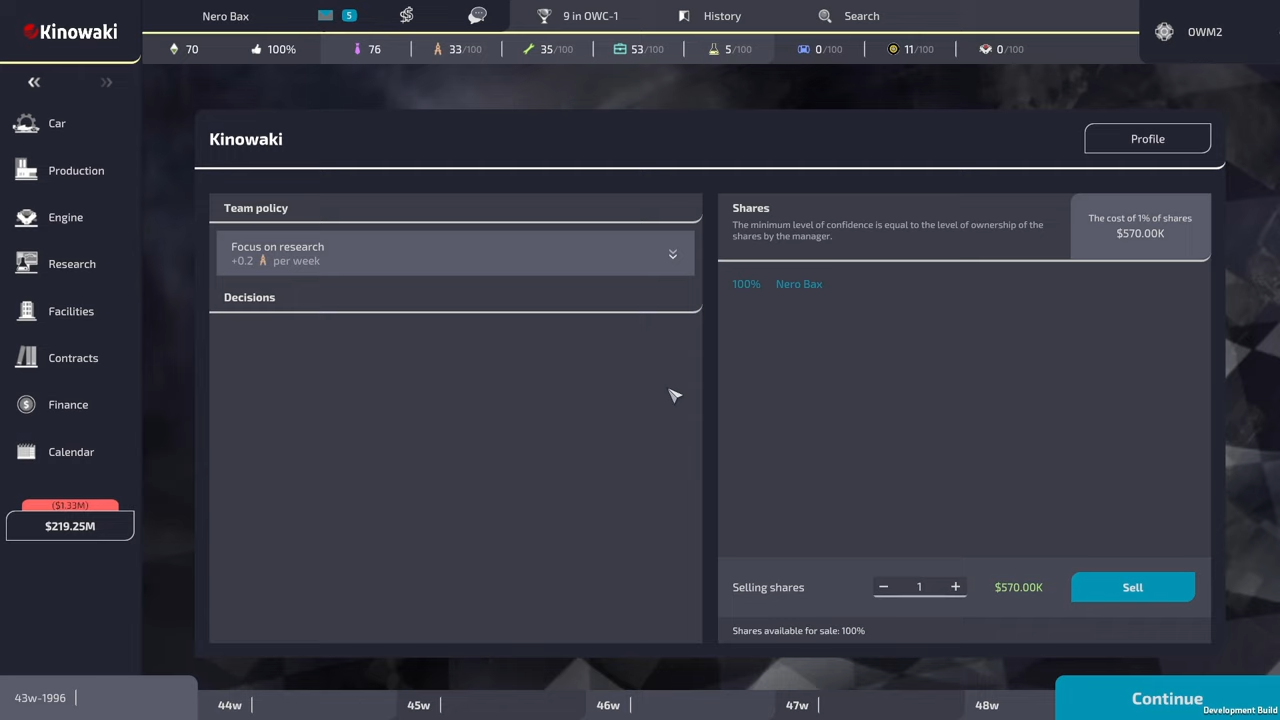 Kinowaki
Nero Bax
5
9 in OWC-1
History
Search
OWM2
70
100%
76
33/100
35/100
53/100
5/100
0/100
11/100
0/100
Car
Production
Engine
Research
Facilities
Contracts
Finance
Calendar
($1.33M)
$219.25M
Kinowaki
Profile
Team policy
Focus on research
+0.2 per week
Decisions
Shares
The minimum level of confidence is equal to the level of ownership of the
shares by the manager.
The cost of 1% of shares
$570.00K
100% Nero Bax
Selling shares
− 1 +
$570.00K
Sell
Shares available for sale: 100%
43w-1996
44w
45w
46w
47w
48w
Continue
Development Build